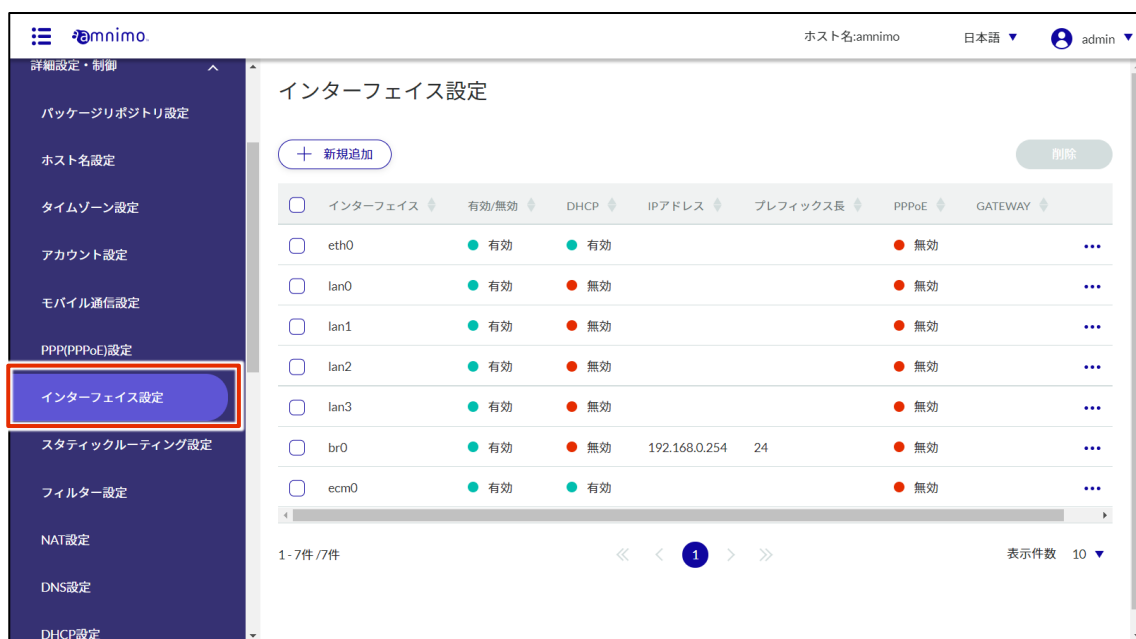 amnimo
ホスト名:amnimo 日本語 ▼ admin ▼
詳細設定・制御
パッケージリポジトリ設定
ホスト名設定
タイムゾーン設定
アカウント設定
モバイル通信設定
PPP(PPPoE)設定
インターフェイス設定
スタティックルーティング設定
フィルター設定
NAT設定
DNS設定
DHCP設定
インターフェイス設定
新規追加 削除
インターフェイス 有効/無効 DHCP IPアドレス プレフィックス長 PPPoE GATEWAY
eth0 有効 有効 無効
lan0 有効 無効 無効
lan1 有効 無効 無効
lan2 有効 無効 無効
lan3 有効 無効 無効
br0 有効 無効 192.168.0.254 24 無効
ecm0 有効 有効 無効
1 - 7件 /7件 1 表示件数 10 ▼